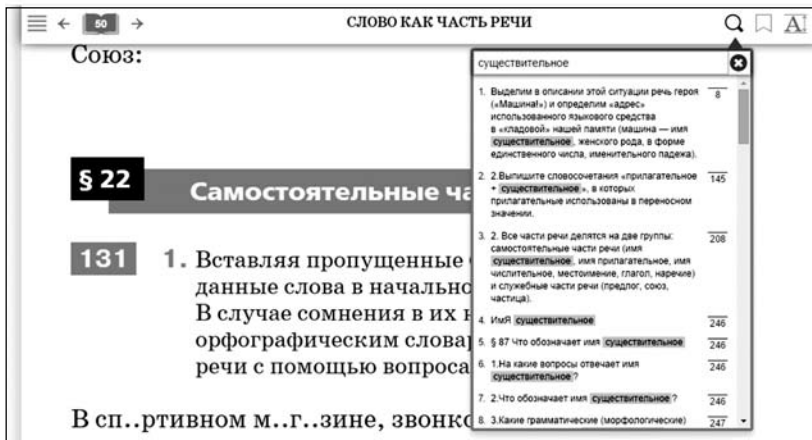 50
СЛОВО КАК ЧАСТЬ РЕЧИ
A
Союз:
§ 22
Самостоятельные ча
131
1. Вставляя пропущенные
данные слова в начально
В случае сомнения в их н
орфографическим словар
речи с помощью вопроса
В сп..ртивном м..г..зине, звонко
существительное
1. Выделим в описании этой ситуации речь героя 8
(«Машина!») и определим «адрес»
использованного языкового средства
в «кладовой» нашей памяти (машина — имя
существительное, женского рода, в форме
единственного числа, именительного падежа).
2. 2.Выпишите словосочетания «прилагательное 145
+ существительное», в которых
прилагательные использованы в переносном
значении.
3. 2. Все части речи делятся на две группы: 208
самостоятельные части речи (имя
существительное, имя прилагательное, имя
числительное, местоимение, глагол, наречие)
и служебные части речи (предлог, союз,
частица).
4. ИмЯ существительное 246
5. § 87 Что обозначает имя существительное 246
6. 1.На какие вопросы отвечает имя 246
существительное?
7. 2.Что обозначает имя существительное? 246
8. 3.Какие грамматические (морфологические) 247